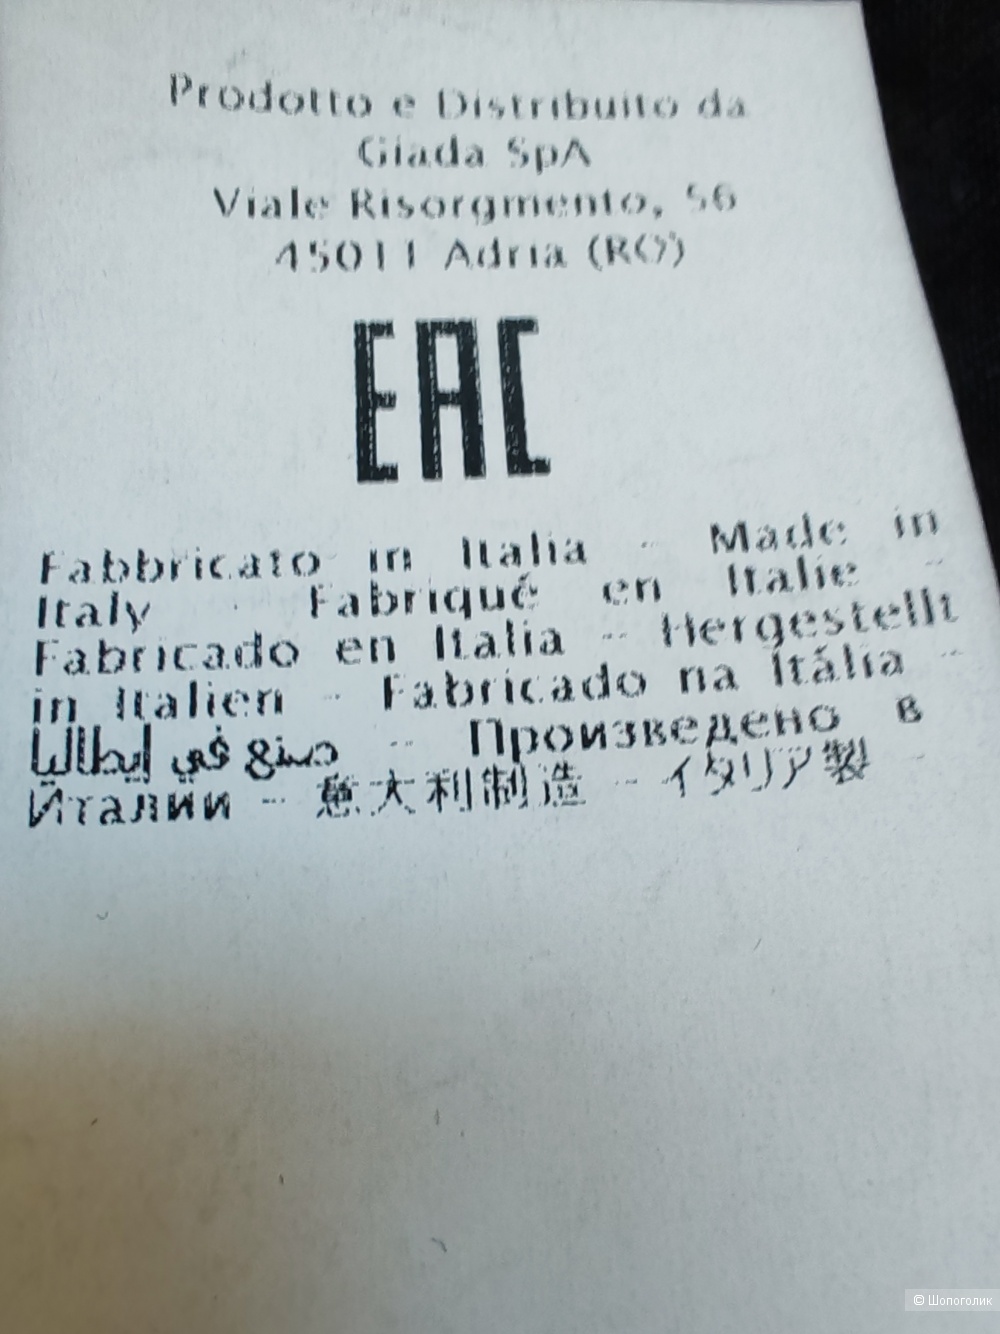 Prodotto e Distribuito da
Giada SpA
Viale Risorgmento, 56
45011 Adria (RO)
EAC
Fabbricato in Italia - Made in
Italy - Fabriqué en Italie -
Fabricado en Italia - Hergestellt
in Italien - Fabricado na Itália -
صنع في إيطاليا - Произведено в
Йталйй - 意大利制造 - イタリア製 -
© Шопоголик